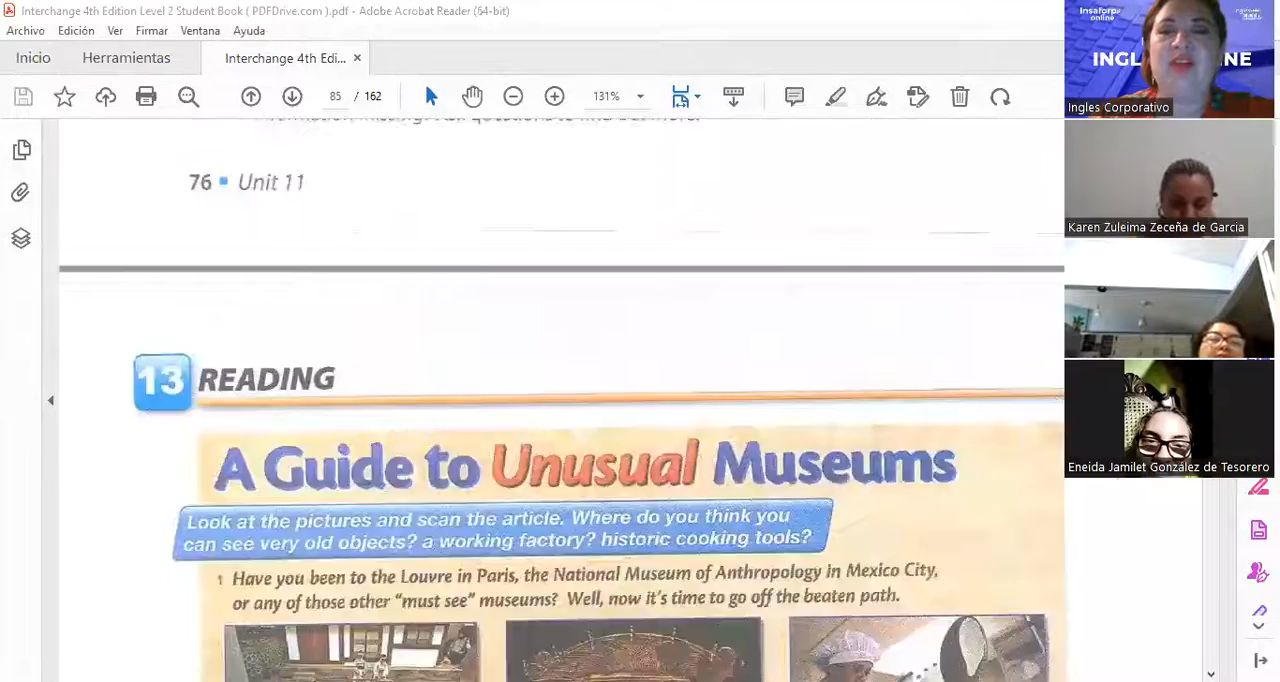 Interchange 4th Edition Level 2 Student Book ( PDFDrive.com ).pdf - Adobe Acrobat Reader (64-bit)
Archivo Edición Ver Firmar Ventana Ayuda
Inicio Herramientas Interchange 4th Edi... ×
85 / 162 131%
76 Unit 11
13 READING
A Guide to Unusual Museums
Look at the pictures and scan the article. Where do you think you
can see very old objects? a working factory? historic cooking tools?
1 Have you been to the Louvre in Paris, the National Museum of Anthropology in Mexico City,
or any of those other "must see" museums? Well, now it's time to go off the beaten path.
online
Ingles Corporativo
Karen Zuleima Zeceña de Garcia
Eneida Jamilet González de Tesorero